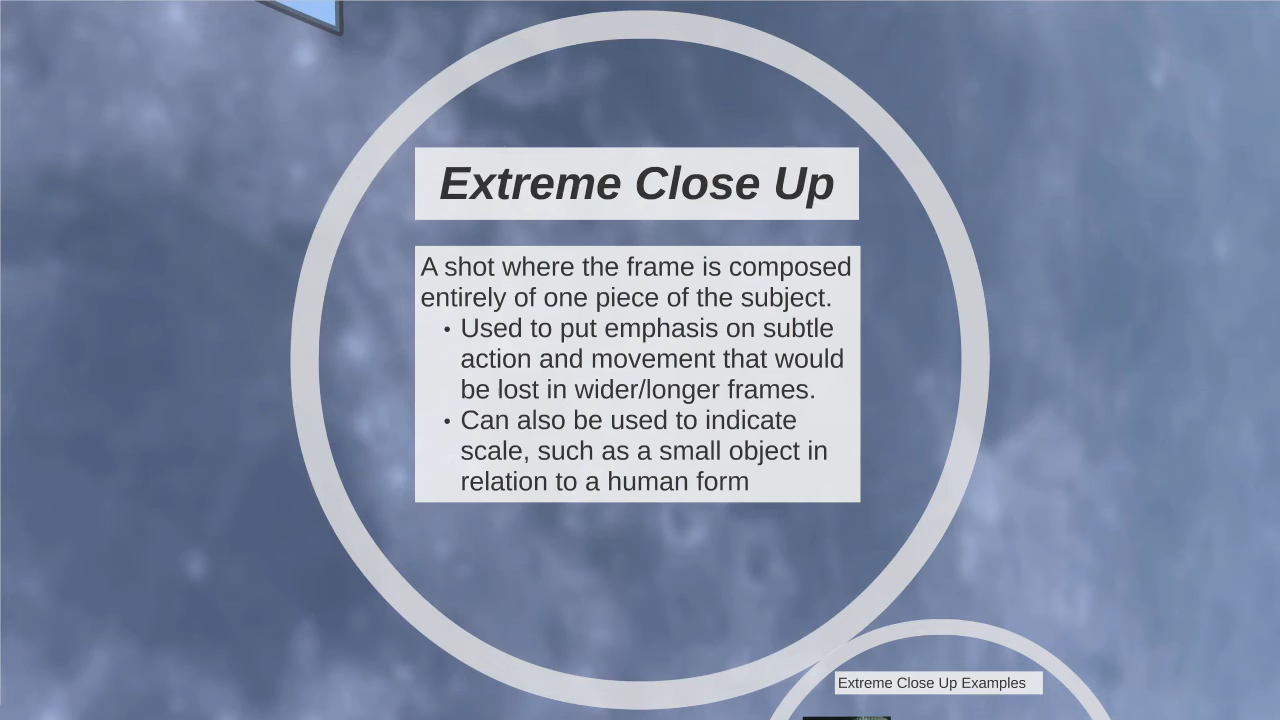 Extreme Close Up
A shot where the frame is composed
entirely of one piece of the subject.
• Used to put emphasis on subtle
action and movement that would
be lost in wider/longer frames.
• Can also be used to indicate
scale, such as a small object in
relation to a human form
Extreme Close Up Examples